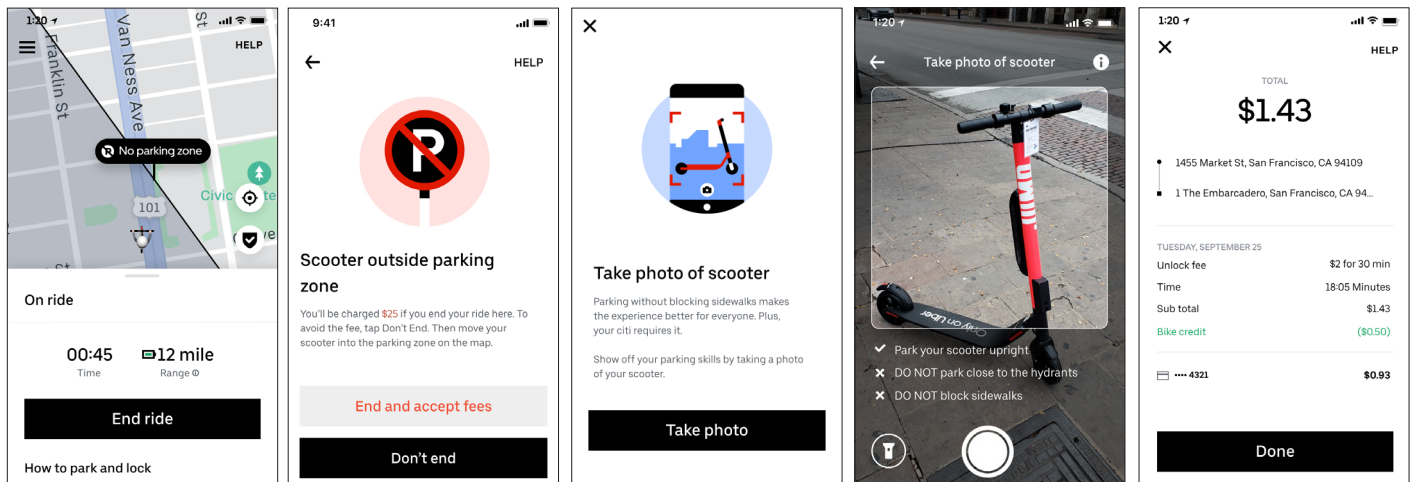 1:20
HELP
Franklin St
Van Ness Ave
St
No parking zone
101
Civic
On ride
00:45
Time
12 mile
Range
End ride
How to park and lock
9:41
HELP
P
Scooter outside parking
zone
You'll be charged $25 if you end your ride here. To
avoid the fee, tap Don't End. Then move your
scooter into the parking zone on the map.
End and accept fees
Don't end
Take photo of scooter
Parking without blocking sidewalks makes
the experience better for everyone. Plus,
your citi requires it.
Show off your parking skills by taking a photo
of your scooter.
Take photo
1:20
Take photo of scooter
JUMP
Only on Uber
Park your scooter upright
DO NOT park close to the hydrants
DO NOT block sidewalks
1:20
HELP
TOTAL
$1.43
1455 Market St, San Francisco, CA 94109
1 The Embarcadero, San Francisco, CA 94...
TUESDAY, SEPTEMBER 25
Unlock fee $2 for 30 min
Time 18:05 Minutes
Sub total $1.43
Bike credit ($0.50)
•••• 4321 $0.93
Done